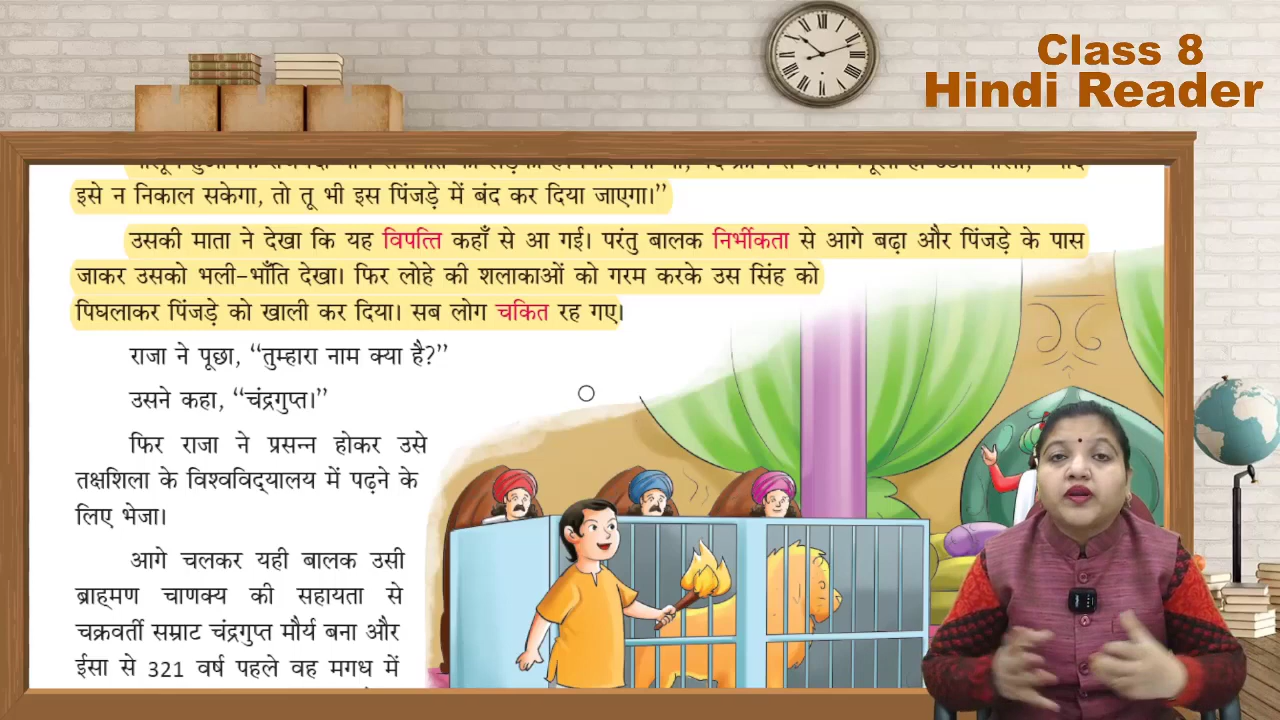 Class 8
Hindi Reader
इसे न निकाल सकेगा, तो तू भी इस पिंजड़े में बंद कर दिया जाएगा।”
उसकी माता ने देखा कि यह विपत्ति कहाँ से आ गई। परंतु बालक निर्भीकता से आगे बढ़ा और पिंजड़े के पास
जाकर उसको भली-भाँति देखा। फिर लोहे की शलाकाओं को गरम करके उस सिंह को
पिघलाकर पिंजड़े को खाली कर दिया। सब लोग चकित रह गए।
राजा ने पूछा, “तुम्हारा नाम क्या है?”
उसने कहा, “चंद्रगुप्त।”
फिर राजा ने प्रसन्न होकर उसे
तक्षशिला के विश्वविद्यालय में पढ़ने के
लिए भेजा।
आगे चलकर यही बालक उसी
ब्राह्मण चाणक्य की सहायता से
चक्रवर्ती सम्राट चंद्रगुप्त मौर्य बना और
ईसा से 321 वर्ष पहले वह मगध में